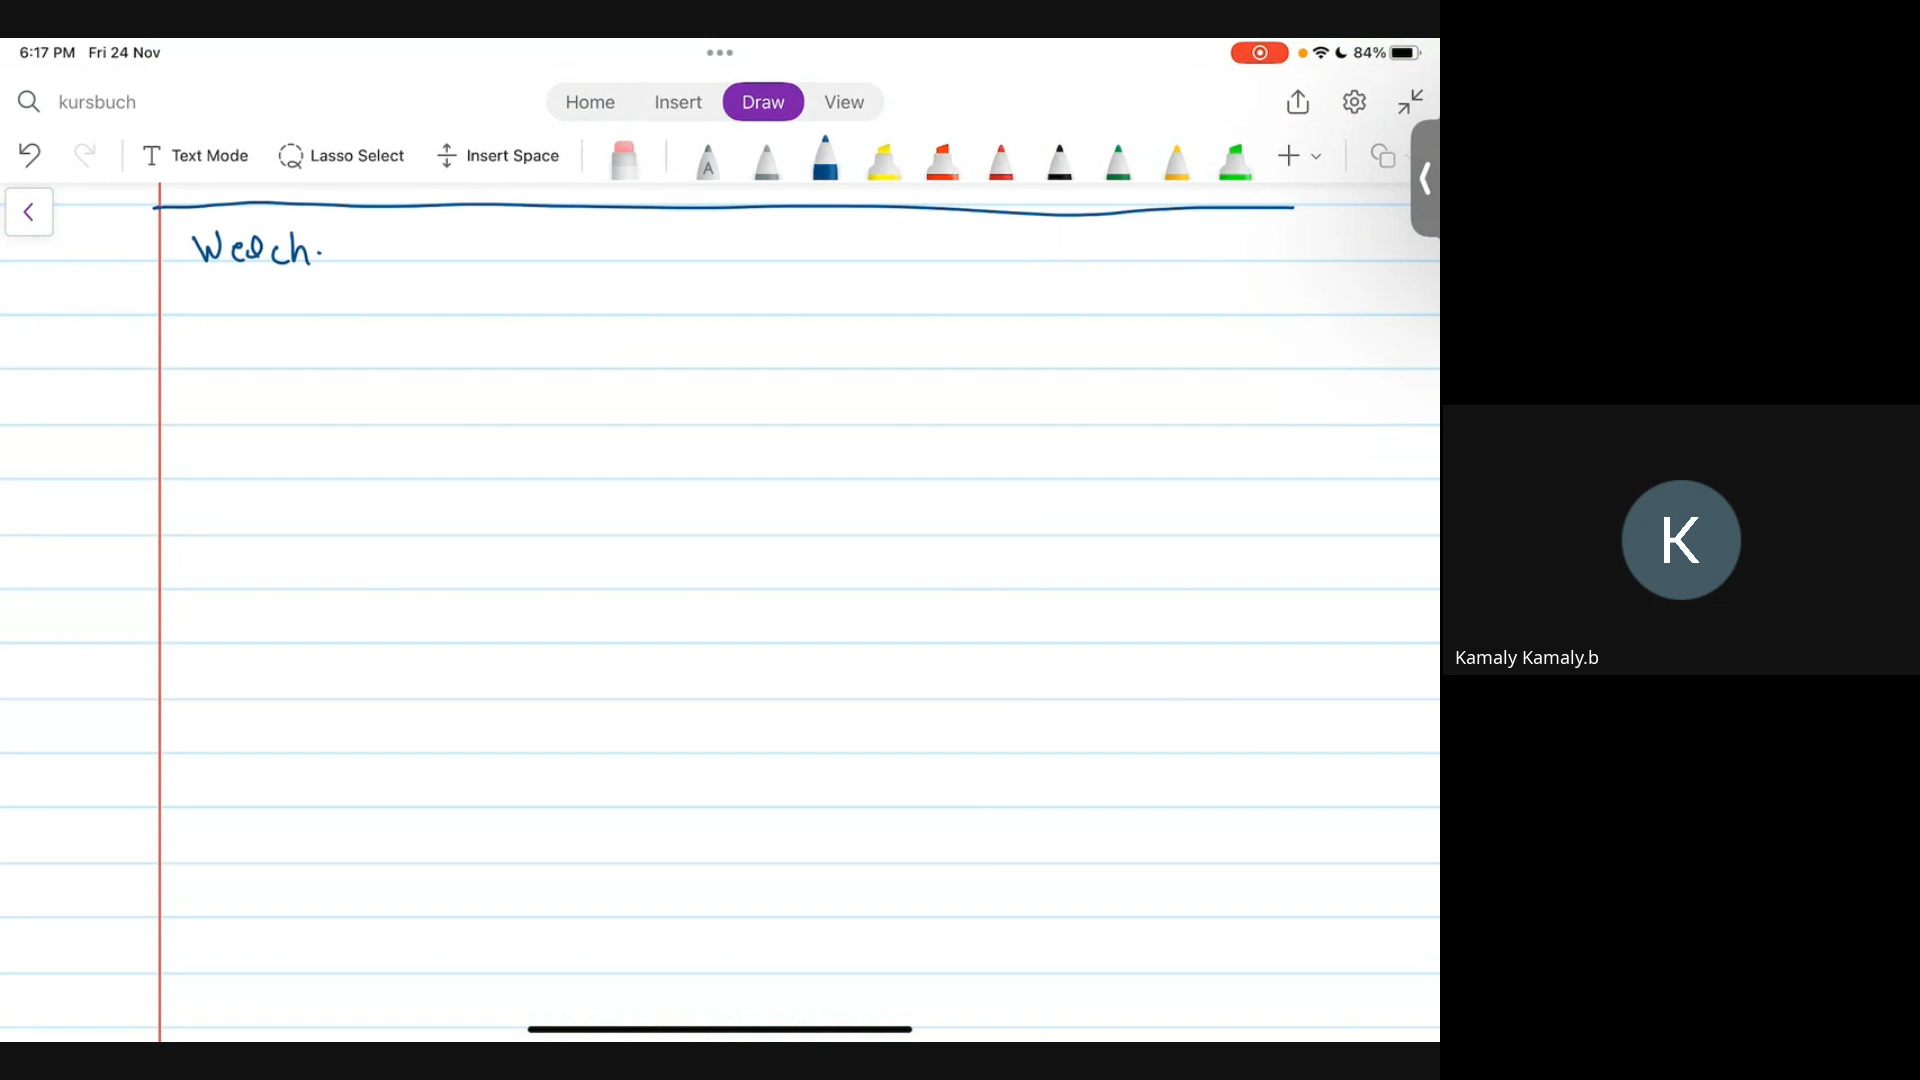 6:17 PM Fri 24 Nov 84%
kursbuch Home Insert Draw View
Text Mode Lasso Select Insert Space A
Welch.
K
Kamaly Kamaly.b